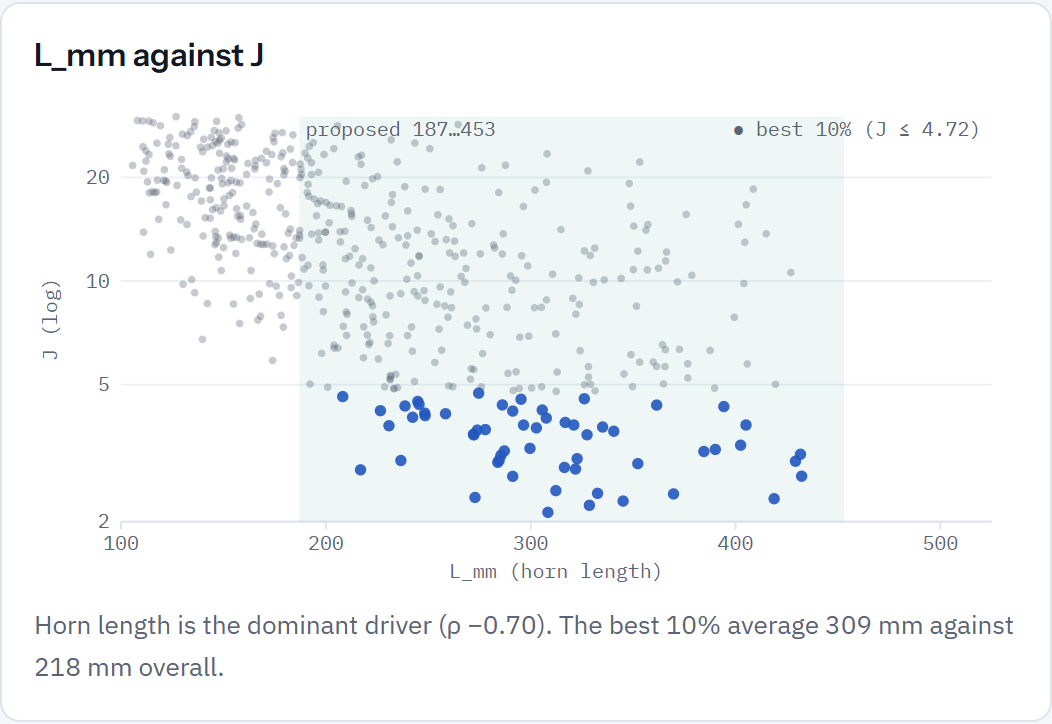 L_mm against J
proposed 187…453
● best 10% (J ≤ 4.72)
20
10
5
2
J (log)
100 200 300 400 500
L_mm (horn length)
Horn length is the dominant driver (ρ −0.70). The best 10% average 309 mm against
218 mm overall.